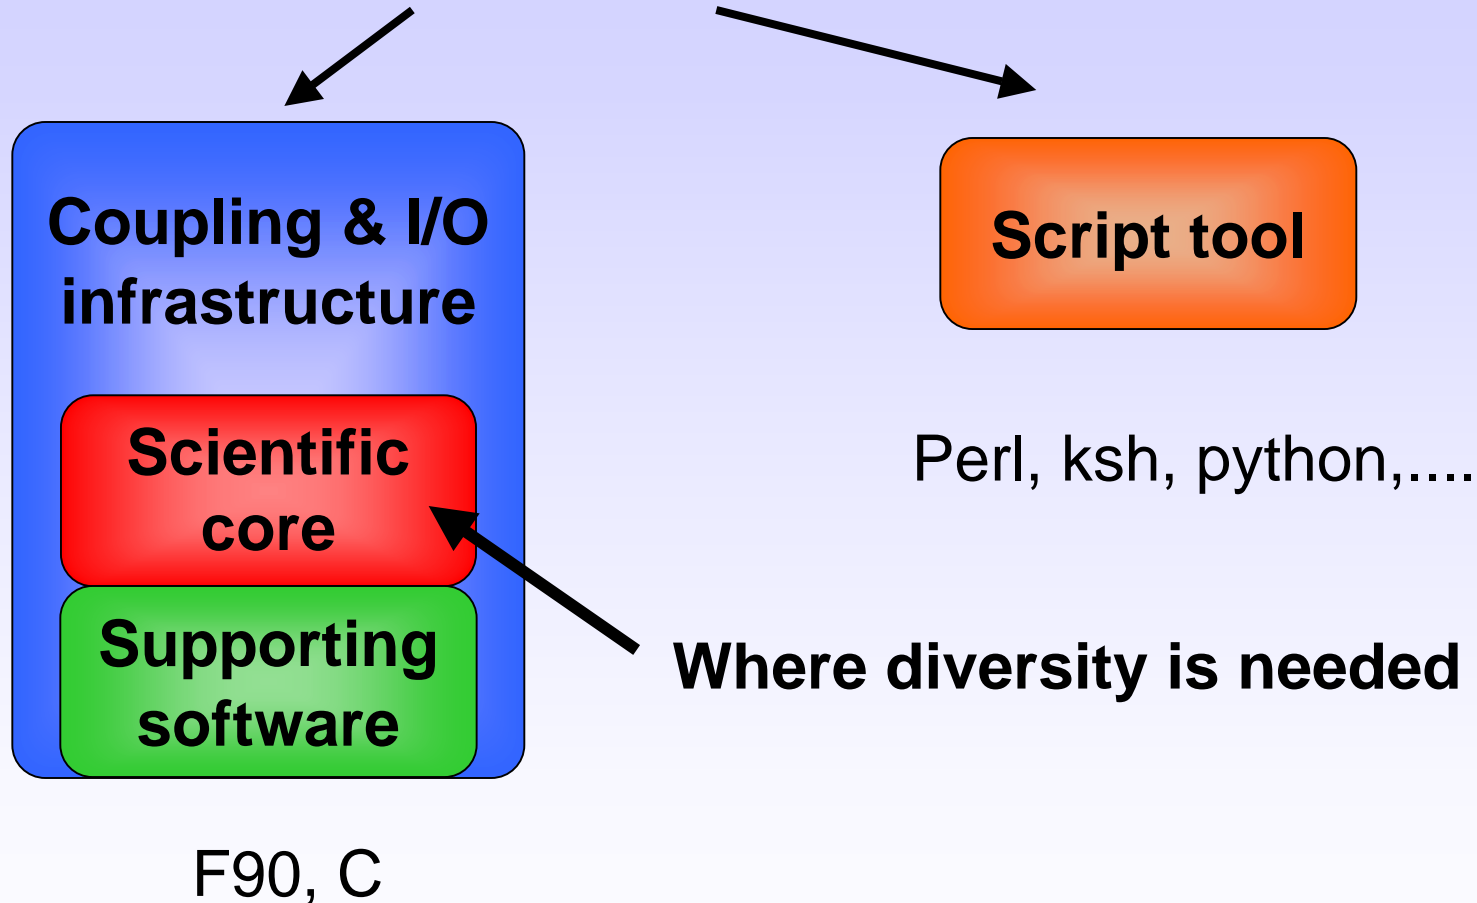 Coupling & I/O
infrastructure
Scientific
core
Supporting
software
F90, C
Script tool
Perl, ksh, python,....
Where diversity is needed